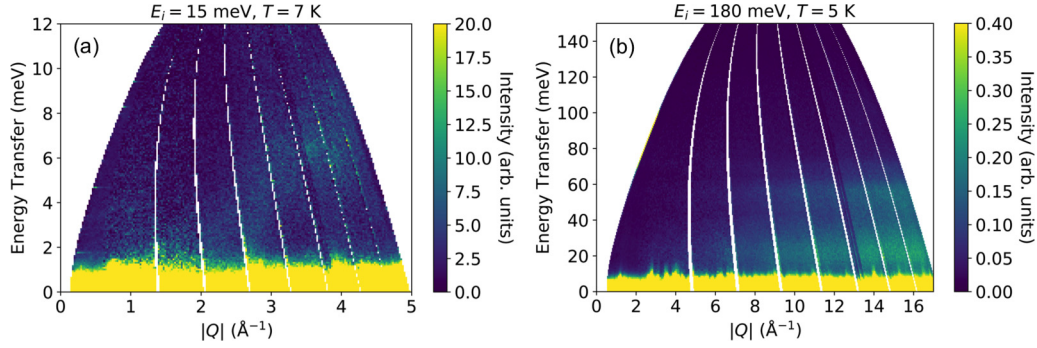 E_i = 15 meV, T = 7 K
(a)
12
10
8
6
4
2
0
Energy Transfer (meV)
0 1 2 3 4 5
|Q| (Å⁻¹)
20.0
17.5
15.0
12.5
10.0
7.5
5.0
2.5
0.0
Intensity (arb. units)
E_i = 180 meV, T = 5 K
(b)
140
120
100
80
60
40
20
0
Energy Transfer (meV)
0 2 4 6 8 10 12 14 16
|Q| (Å⁻¹)
0.40
0.35
0.30
0.25
0.20
0.15
0.10
0.05
0.00
Intensity (arb. units)